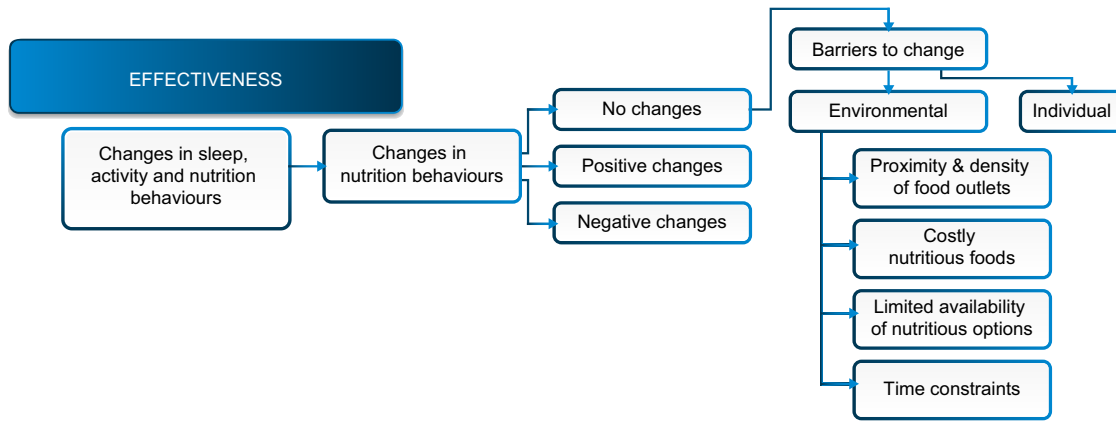 EFFECTIVENESS
Changes in sleep,
activity and nutrition
behaviours
Changes in
nutrition behaviours
No changes
Positive changes
Negative changes
Barriers to change
Environmental
Individual
Proximity & density
of food outlets
Costly
nutritious foods
Limited availability
of nutritious options
Time constraints